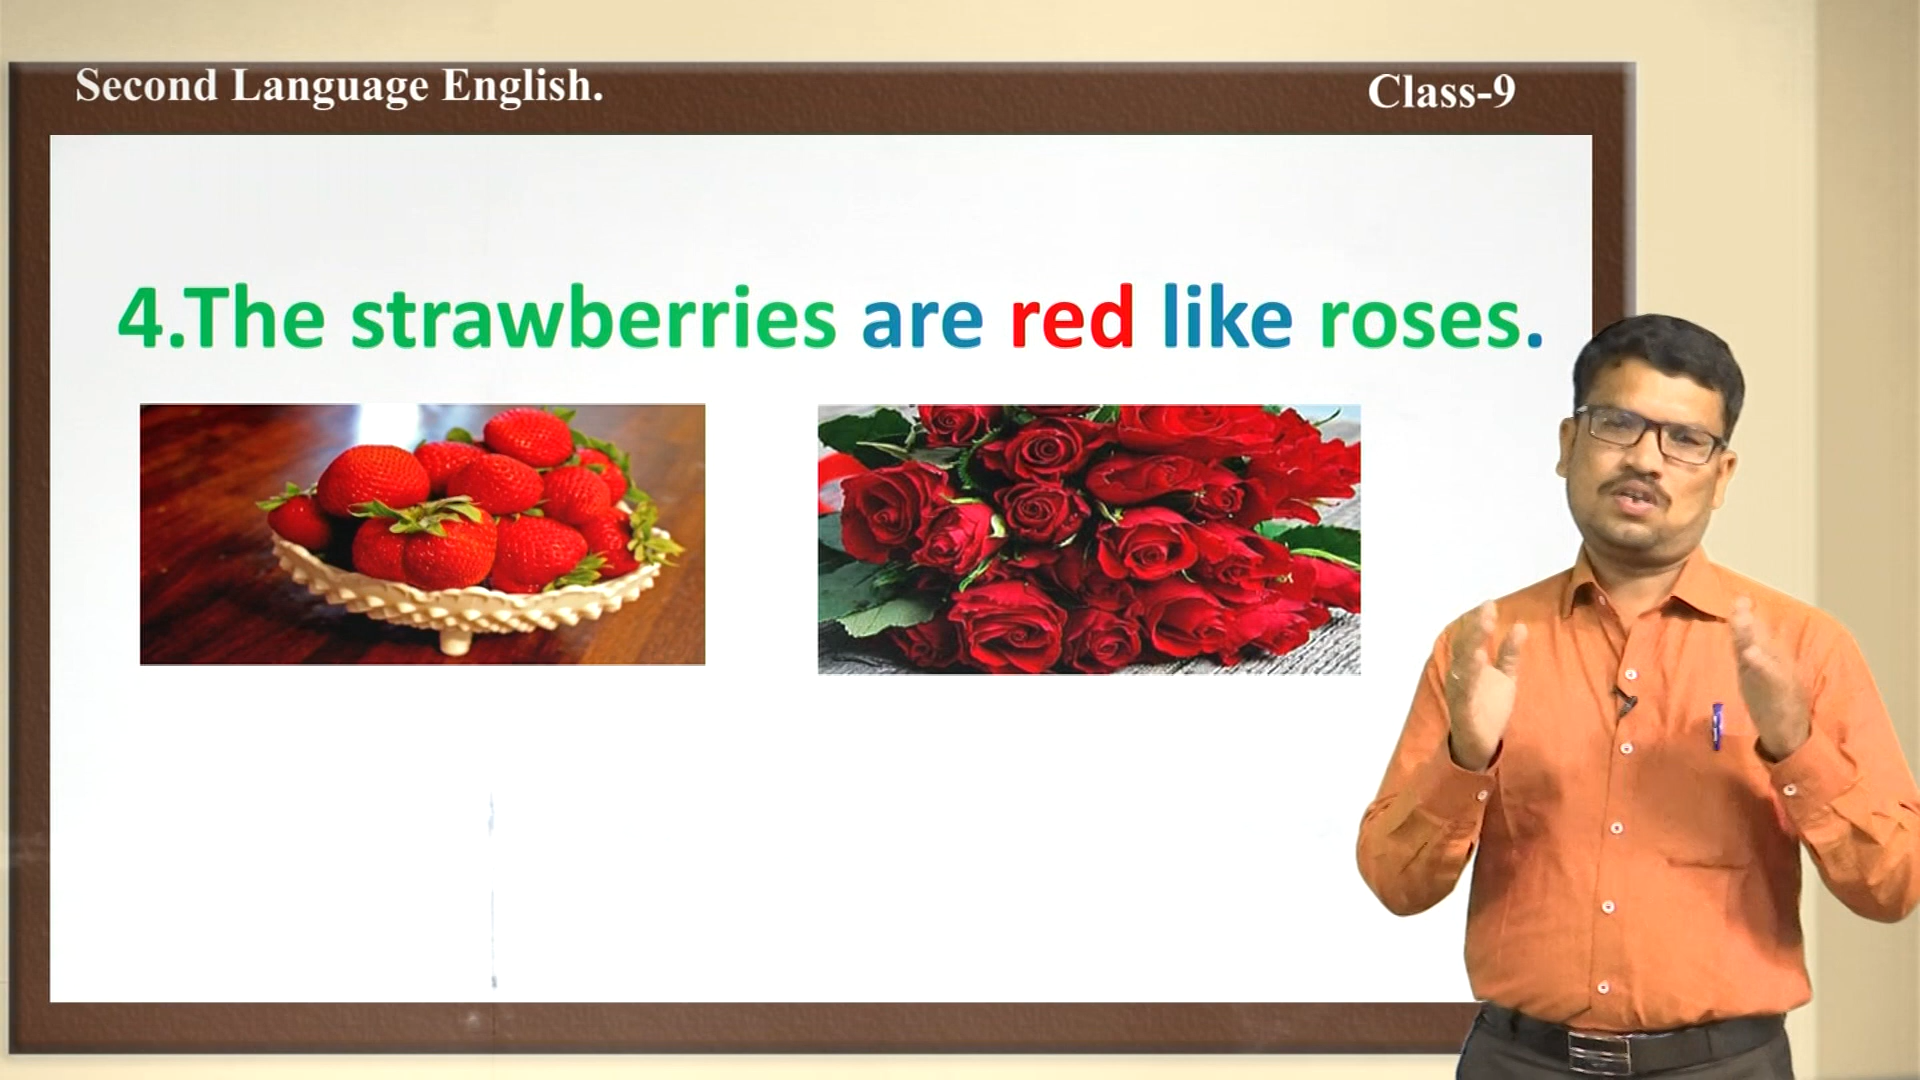 Second Language English.
Class-9
4.The strawberries are red like roses.